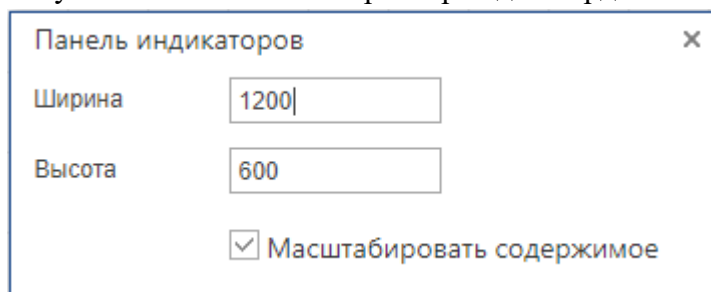 Панель индикаторов ×
Ширина 1200
Высота 600
Масштабировать содержимое